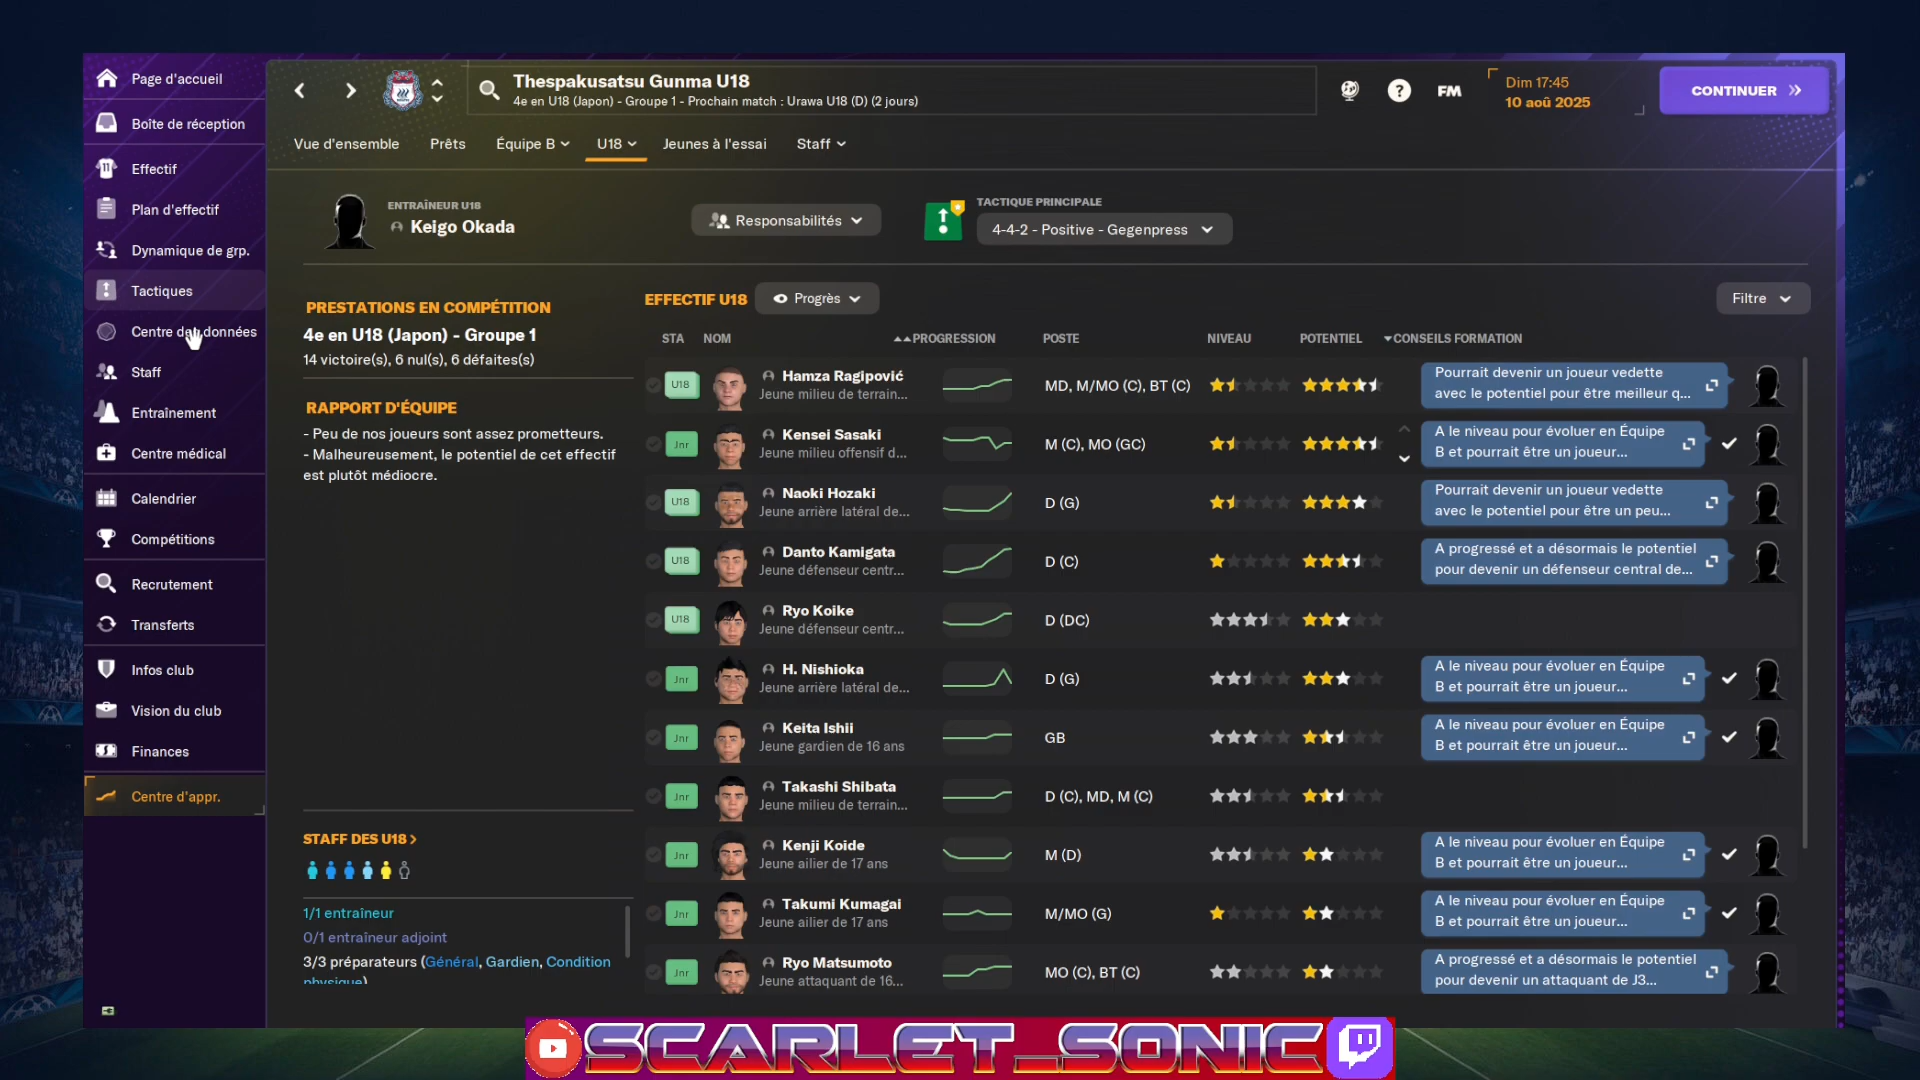 Page d'accueil
Boîte de réception
Effectif
Plan d'effectif
Dynamique de grp.
Tactiques
Centre de données
Staff
Entraînement
Centre médical
Calendrier
Compétitions
Recrutement
Transferts
Infos club
Vision du club
Finances
Centre d'appr.
Thespakusatsu Gunma U18
4e en U18 (Japon) - Groupe 1 - Prochain match : Urawa U18 (D) (2 jours)
?
FM
Dim 17:45
10 aoû 2025
CONTINUER
Vue d'ensemble Prêts Équipe B U18 Jeunes à l'essai Staff
ENTRAÎNEUR U18
Keigo Okada
Responsabilités
TACTIQUE PRINCIPALE
4-4-2 - Positive - Gegenpress
PRESTATIONS EN COMPÉTITION
4e en U18 (Japon) - Groupe 1
14 victoire(s), 6 nul(s), 6 défaites(s)
RAPPORT D'ÉQUIPE
- Peu de nos joueurs sont assez prometteurs.
- Malheureusement, le potentiel de cet effectif
est plutôt médiocre.
STAFF DES U18 >
1/1 entraîneur
0/1 entraîneur adjoint
3/3 préparateurs (Général, Gardien, Condition
physique)
EFFECTIF U18 Progrès Filtre
STA NOM PROGRESSION POSTE NIVEAU POTENTIEL CONSEILS FORMATION
U18 Hamza Ragipović MD, M/MO (C), BT (C) Pourrait devenir un joueur vedette
Jeune milieu de terrain... avec le potentiel pour être meilleur q...
Jnr Kensei Sasaki M (C), MO (GC) A le niveau pour évoluer en Équipe
Jeune milieu offensif d... B et pourrait être un joueur...
U18 Naoki Hozaki D (G) Pourrait devenir un joueur vedette
Jeune arrière latéral de... avec le potentiel pour être un peu...
U18 Danto Kamigata D (C) A progressé et a désormais le potentiel
Jeune défenseur centr... pour devenir un défenseur central de...
U18 Ryo Koike D (DC)
Jeune défenseur centr...
Jnr H. Nishioka D (G) A le niveau pour évoluer en Équipe
Jeune arrière latéral de... B et pourrait être un joueur...
Jnr Keita Ishii GB A le niveau pour évoluer en Équipe
Jeune gardien de 16 ans B et pourrait être un joueur...
Jnr Takashi Shibata D (C), MD, M (C)
Jeune milieu de terrain...
Jnr Kenji Koide M (D) A le niveau pour évoluer en Équipe
Jeune ailier de 17 ans B et pourrait être un joueur...
Jnr Takumi Kumagai M/MO (G) A le niveau pour évoluer en Équipe
Jeune ailier de 17 ans B et pourrait être un joueur...
Jnr Ryo Matsumoto MO (C), BT (C) A progressé et a désormais le potentiel
Jeune attaquant de 16... pour devenir un attaquant de J3...
SCARLET_SONIC